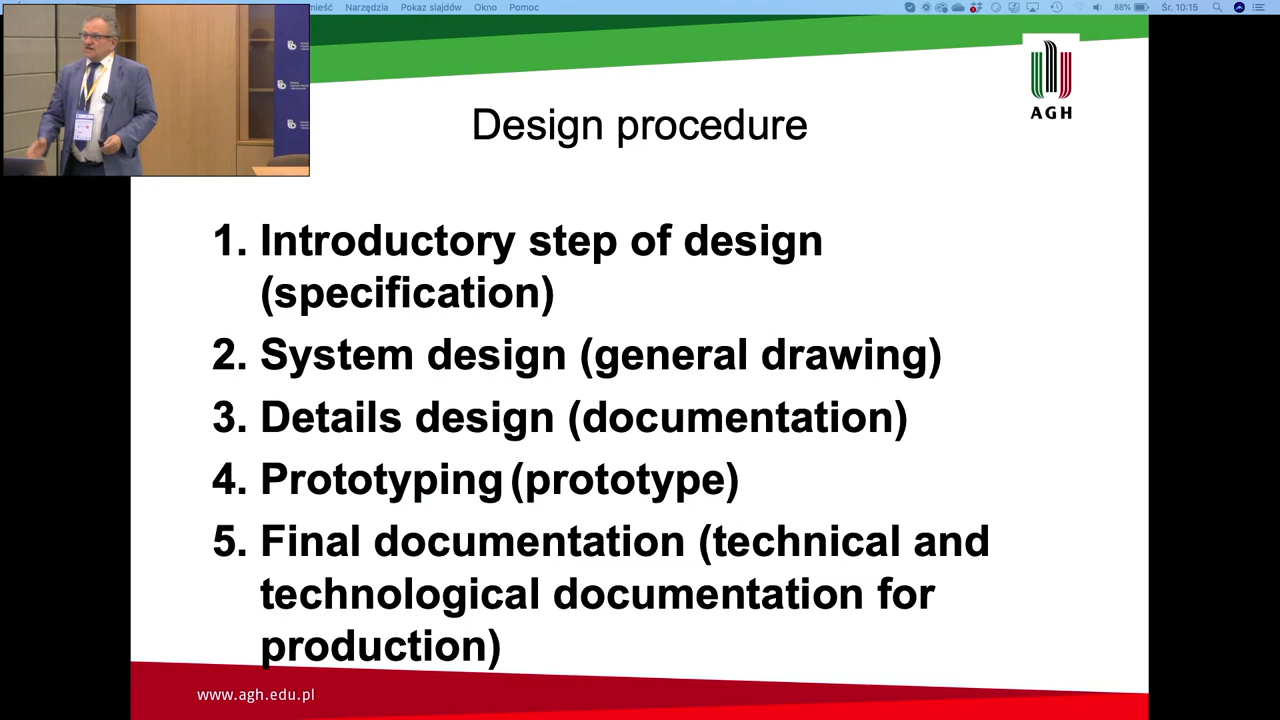 Narzędzia Pokaz slajdów Okno Pomoc
88% Śr. 10:15
AGH
Design procedure
1. Introductory step of design
(specification)
2. System design (general drawing)
3. Details design (documentation)
4. Prototyping (prototype)
5. Final documentation (technical and
technological documentation for
production)
www.agh.edu.pl